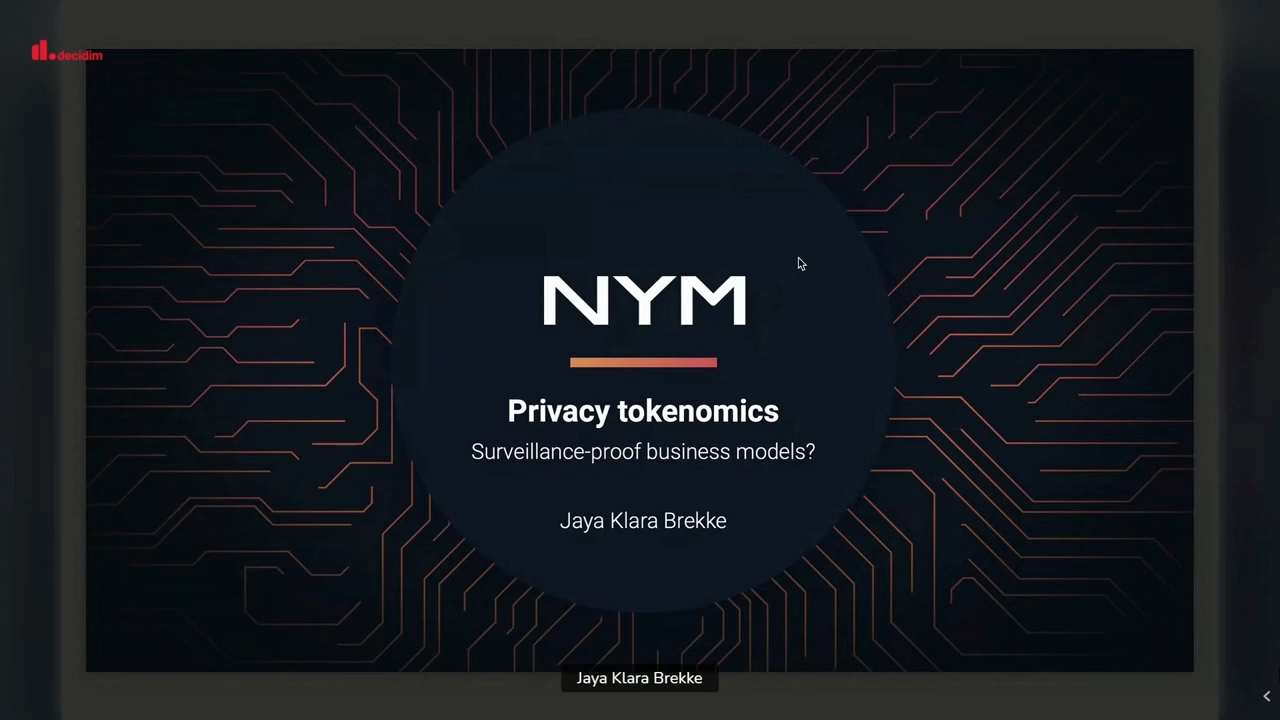 decidim
NYM
Privacy tokenomics
Surveillance-proof business models?
Jaya Klara Brekke
Jaya Klara Brekke